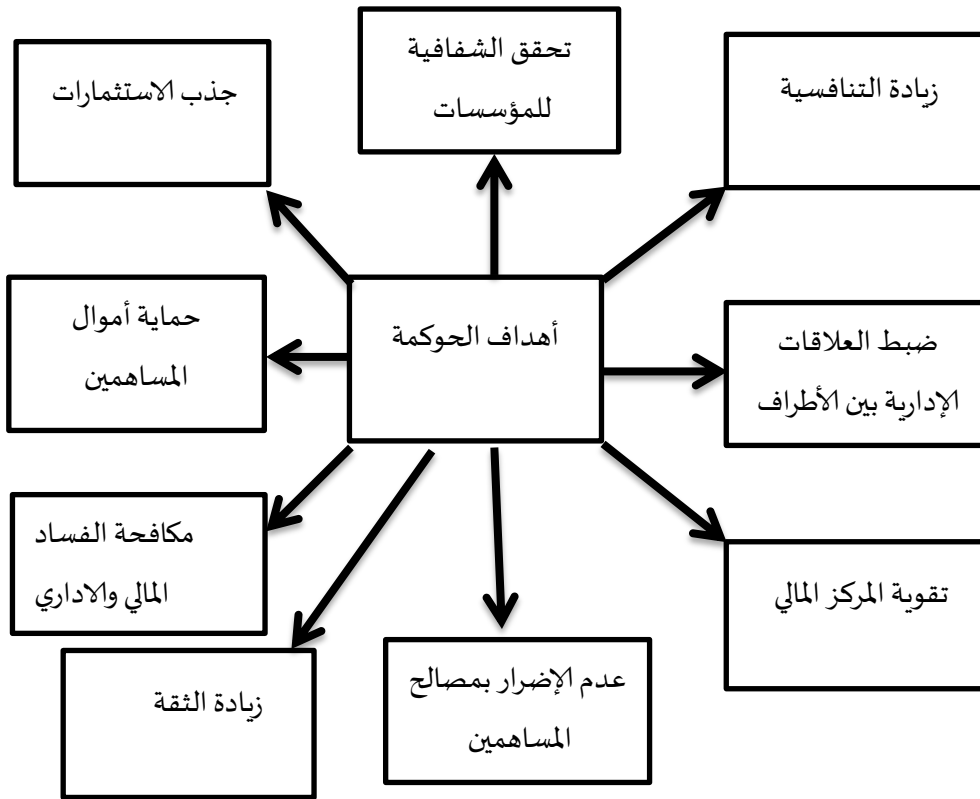 زيادة التنافسية
تحقق الشفافية
للمؤسسات
جذب الاستثمارات
أهداف الحوكمة
ضبط العلاقات
الإدارية بين الأطراف
حماية أموال
المساهمين
تقوية المركز المالي
مكافحة الفساد
المالي والاداري
عدم الإضرار بمصالح
المساهمين
زيادة الثقة